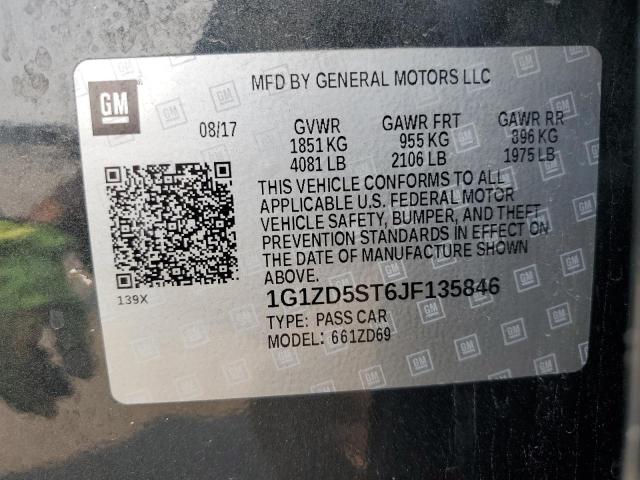 GM
MFD BY GENERAL MOTORS LLC
08/17 GVWR GAWR FRT GAWR RR
1851 KG 955 KG 896 KG
4081 LB 2106 LB 1975 LB
THIS VEHICLE CONFORMS TO ALL
APPLICABLE U.S. FEDERAL MOTOR
VEHICLE SAFETY, BUMPER, AND THEFT
PREVENTION STANDARDS IN EFFECT ON
THE DATE OF MANUFACTURE SHOWN
ABOVE.
139X
1G1ZD5ST6JF135846
TYPE: PASS CAR
MODEL: 661ZD69